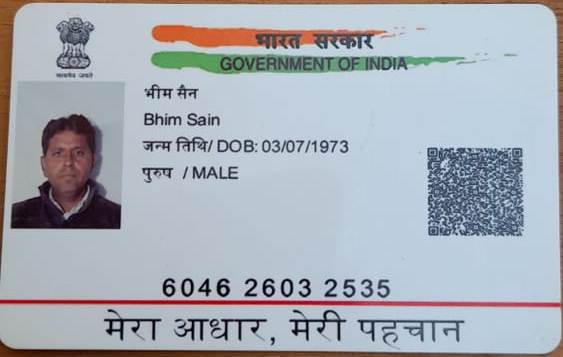 सत्यमेव जयते
भारत सरकार
GOVERNMENT OF INDIA
भीम सैन
Bhim Sain
जन्म तिथि/ DOB: 03/07/1973
पुरुष / MALE
6046 2603 2535
मेरा आधार, मेरी पहचान